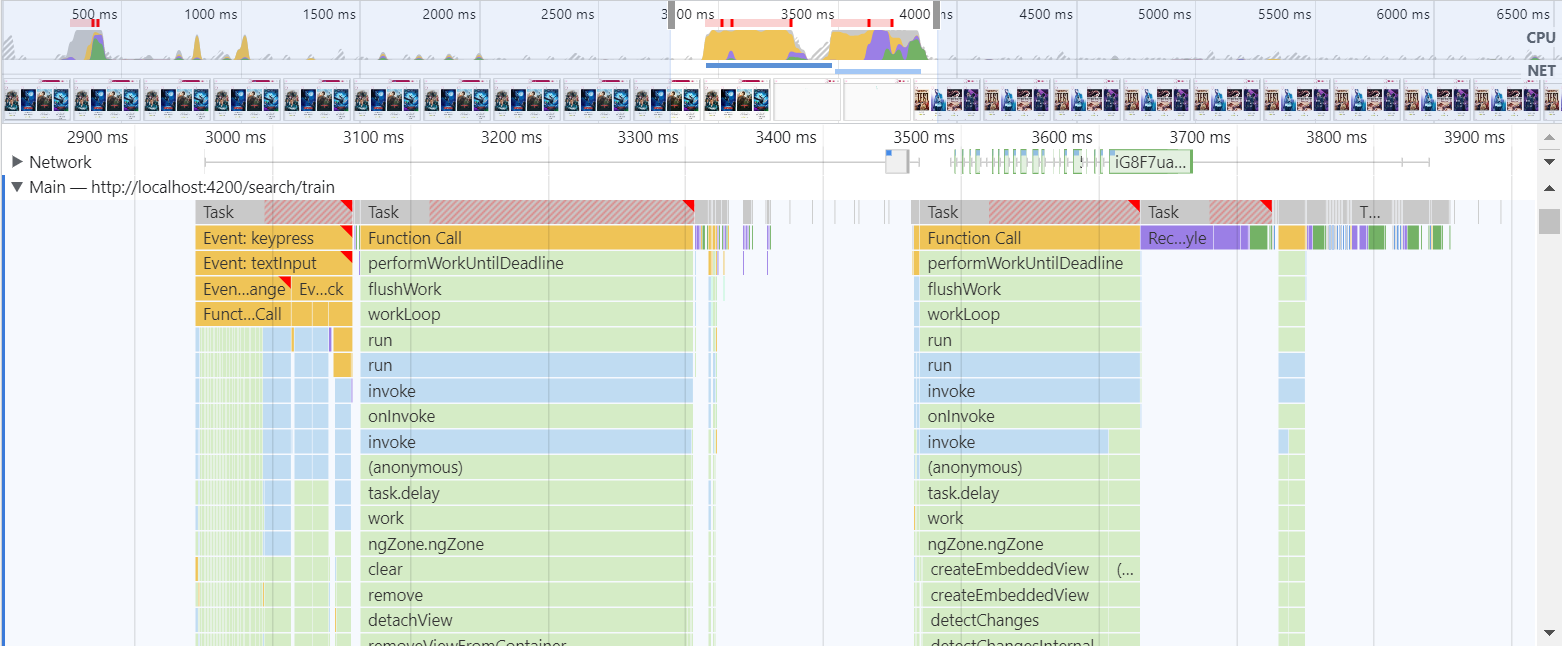 500 ms 1000 ms 1500 ms 2000 ms 2500 ms 3500 ms 4000 ms 4500 ms 5000 ms 5500 ms 6000 ms 6500 ms
CPU
NET
2900 ms 3000 ms 3100 ms 3200 ms 3300 ms 3400 ms 3500 ms 3600 ms 3700 ms 3800 ms 3900 ms
Network iG8F7ua...
Main — http://localhost:4200/search/train
Task Task Task Task T...
Event: keypress Function Call Function Call Rec...yle
Event: textInput performWorkUntilDeadline performWorkUntilDeadline
Even...ange Ev...ck flushWork flushWork
Funct...Call workLoop workLoop
run run
run run
invoke invoke
onInvoke onInvoke
invoke invoke
(anonymous) (anonymous)
task.delay task.delay
work work
ngZone.ngZone ngZone.ngZone
clear createEmbeddedView (...
remove createEmbeddedView
detachView detectChanges
removeViewFromContainer detectChangesInternal